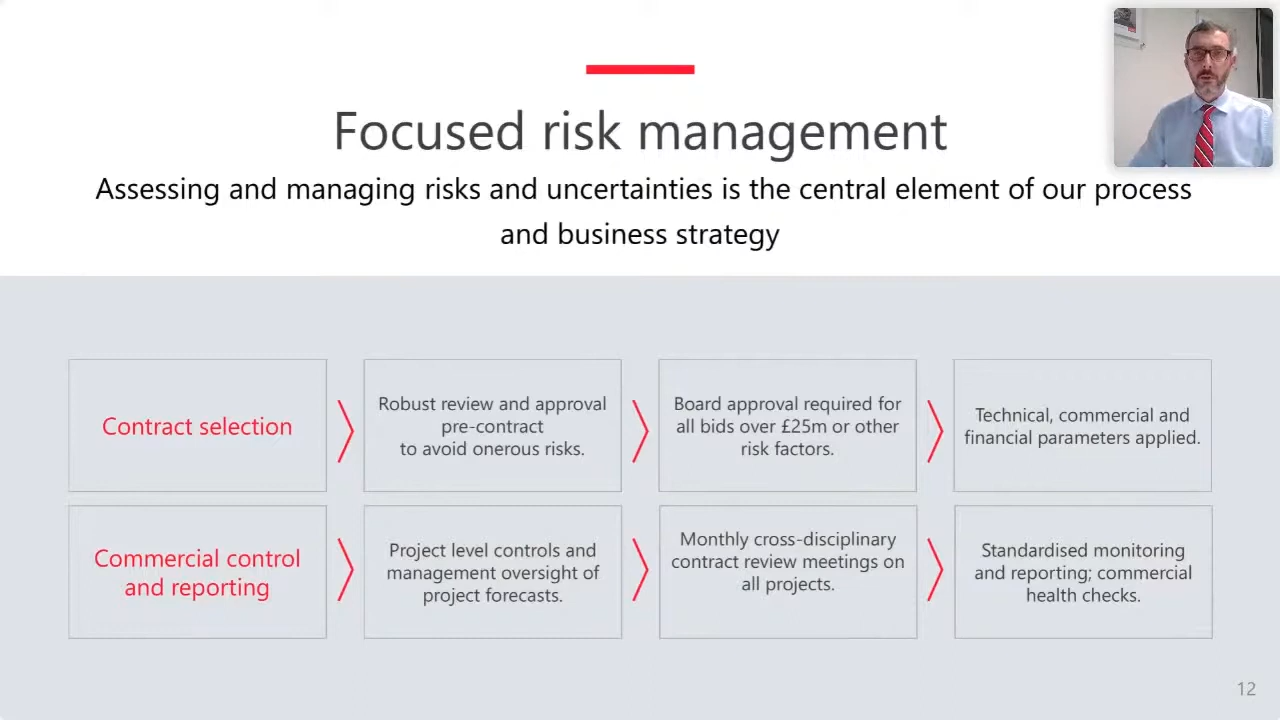 Focused risk management
Assessing and managing risks and uncertainties is the central element of our process
and business strategy
Contract selection
Robust review and approval
pre-contract
to avoid onerous risks.
Board approval required for
all bids over £25m or other
risk factors.
Technical, commercial and
financial parameters applied.
Commercial control
and reporting
Project level controls and
management oversight of
project forecasts.
Monthly cross-disciplinary
contract review meetings on
all projects.
Standardised monitoring
and reporting; commercial
health checks.
12